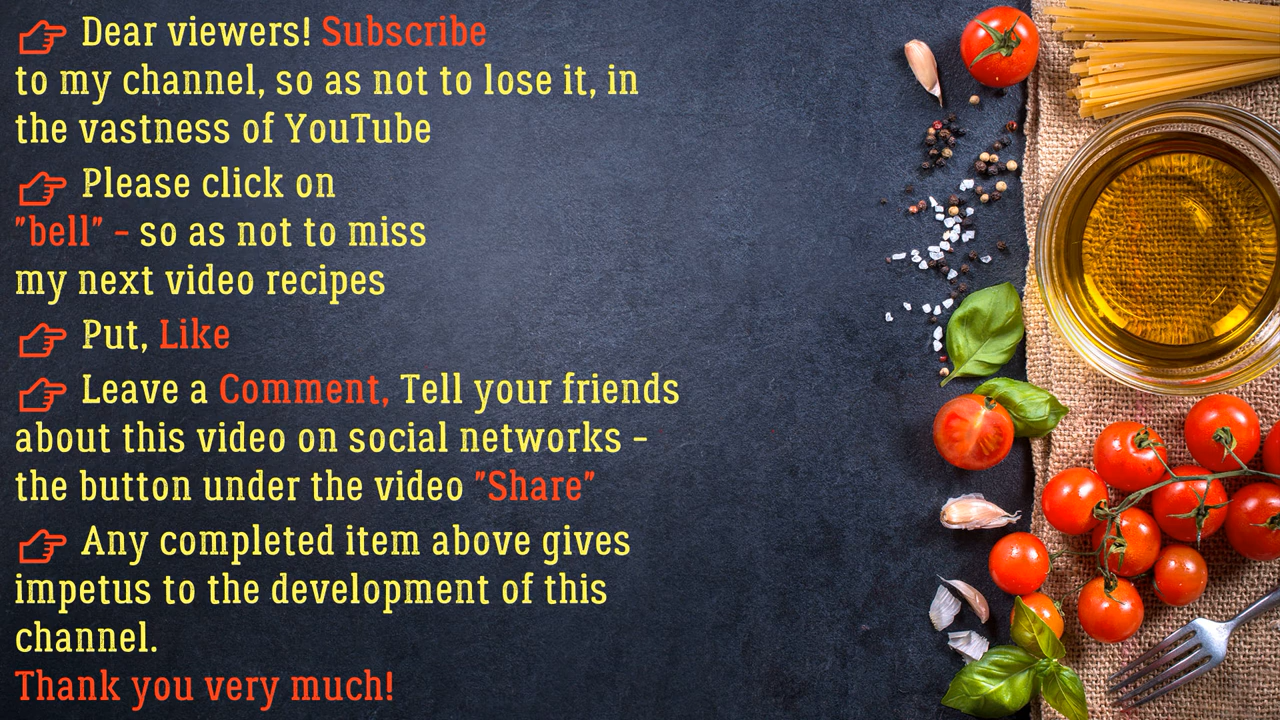 👉 Dear viewers! Subscribe
to my channel, so as not to lose it, in
the vastness of YouTube
👉 Please click on
"bell" - so as not to miss
my next video recipes
👉 Put, Like
👉 Leave a Comment, Tell your friends
about this video on social networks -
the button under the video "Share"
👉 Any completed item above gives
impetus to the development of this
channel.
Thank you very much!